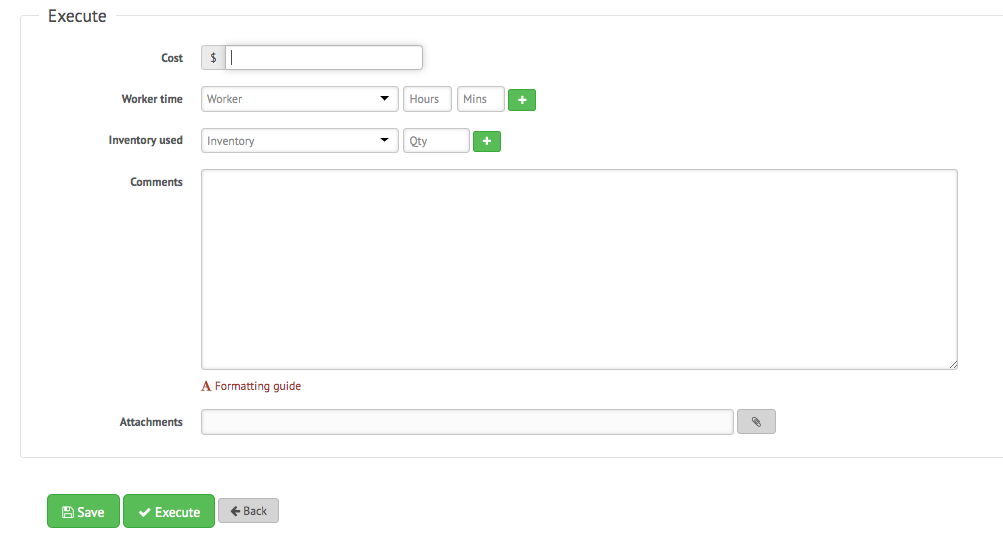 Execute
Cost $
Worker time Worker Hours Mins
Inventory used Inventory Qty
Comments
A Formatting guide
Attachments
Save Execute Back